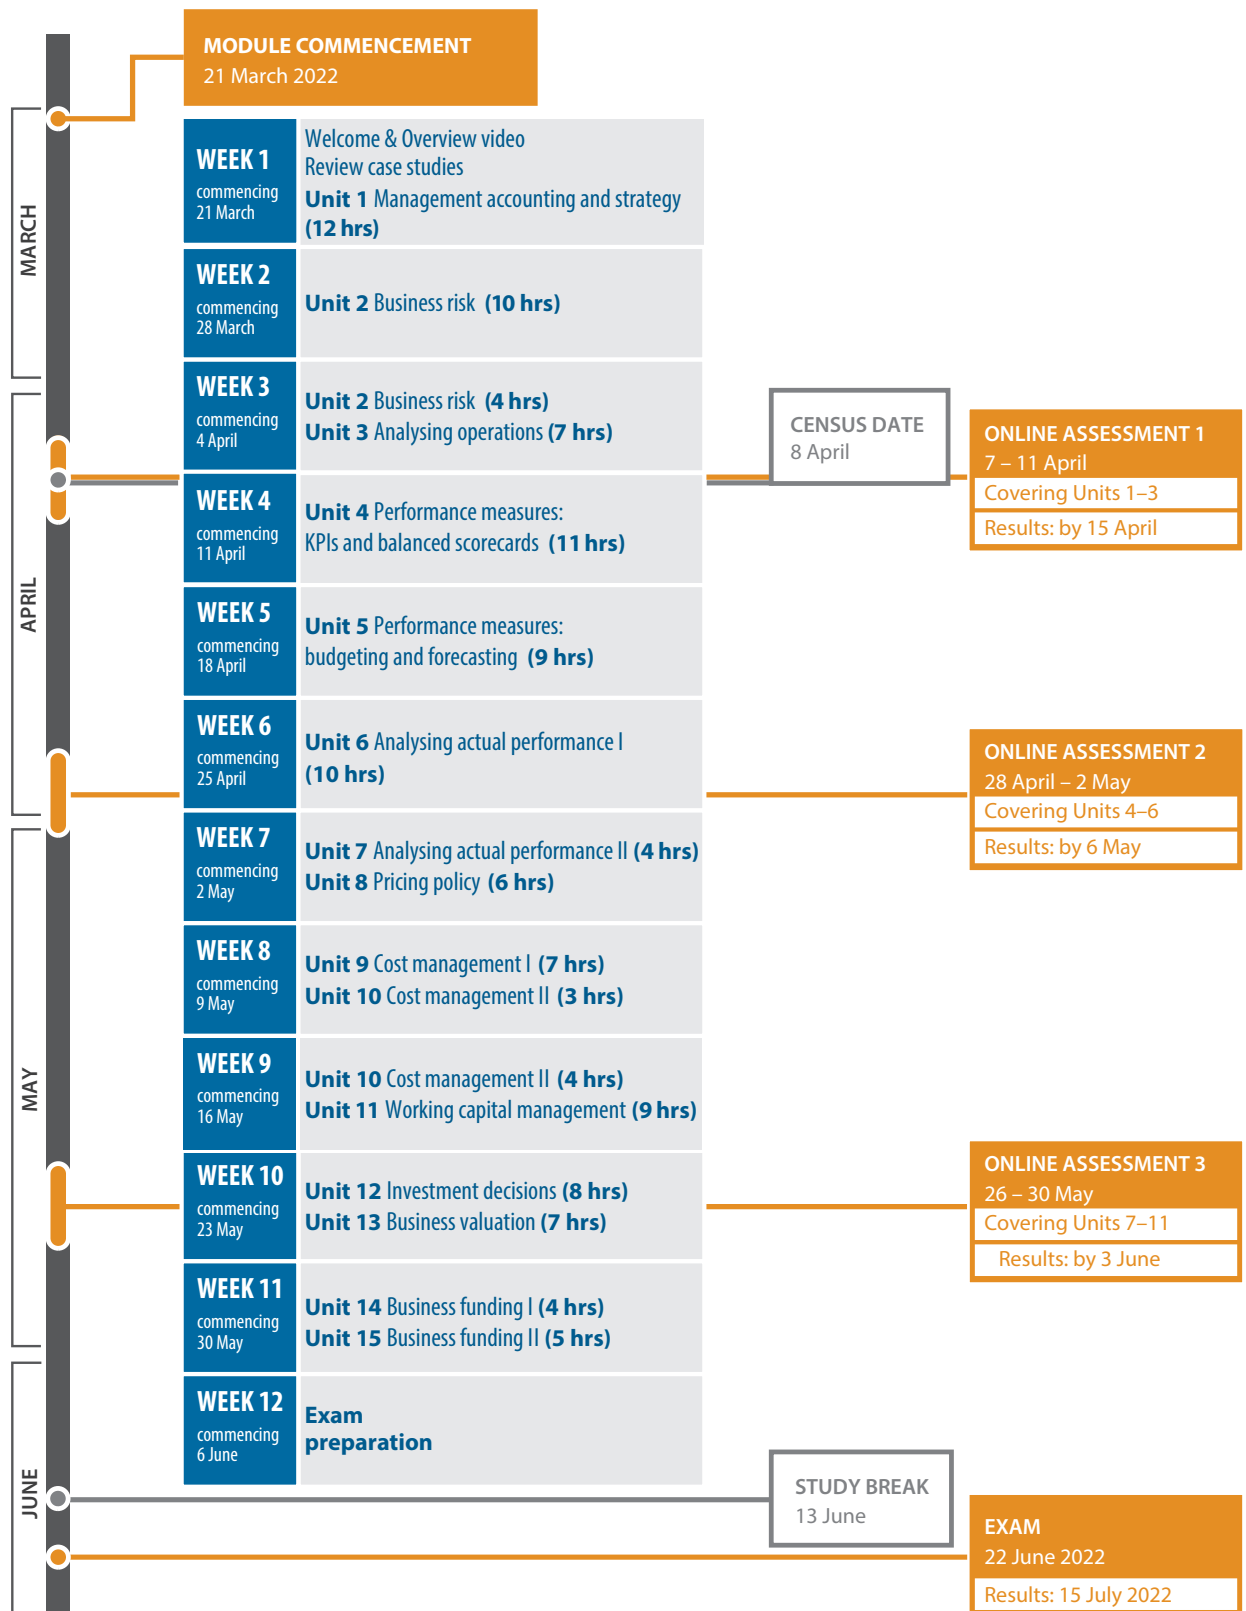 MODULE COMMENCEMENT
21 March 2022
MARCH
WEEK 1
commencing
21 March
Welcome & Overview video
Review case studies
Unit 1 Management accounting and strategy
(12 hrs)
WEEK 2
commencing
28 March
Unit 2 Business risk (10 hrs)
APRIL
WEEK 3
commencing
4 April
Unit 2 Business risk (4 hrs)
Unit 3 Analysing operations (7 hrs)
CENSUS DATE
8 April
ONLINE ASSESSMENT 1
7 – 11 April
Covering Units 1–3
Results: by 15 April
WEEK 4
commencing
11 April
Unit 4 Performance measures:
KPIs and balanced scorecards (11 hrs)
WEEK 5
commencing
18 April
Unit 5 Performance measures:
budgeting and forecasting (9 hrs)
WEEK 6
commencing
25 April
Unit 6 Analysing actual performance I
(10 hrs)
ONLINE ASSESSMENT 2
28 April – 2 May
Covering Units 4–6
Results: by 6 May
MAY
WEEK 7
commencing
2 May
Unit 7 Analysing actual performance II (4 hrs)
Unit 8 Pricing policy (6 hrs)
WEEK 8
commencing
9 May
Unit 9 Cost management I (7 hrs)
Unit 10 Cost management II (3 hrs)
WEEK 9
commencing
16 May
Unit 10 Cost management II (4 hrs)
Unit 11 Working capital management (9 hrs)
WEEK 10
commencing
23 May
Unit 12 Investment decisions (8 hrs)
Unit 13 Business valuation (7 hrs)
ONLINE ASSESSMENT 3
26 – 30 May
Covering Units 7–11
Results: by 3 June
WEEK 11
commencing
30 May
Unit 14 Business funding I (4 hrs)
Unit 15 Business funding II (5 hrs)
JUNE
WEEK 12
commencing
6 June
Exam
preparation
STUDY BREAK
13 June
EXAM
22 June 2022
Results: 15 July 2022